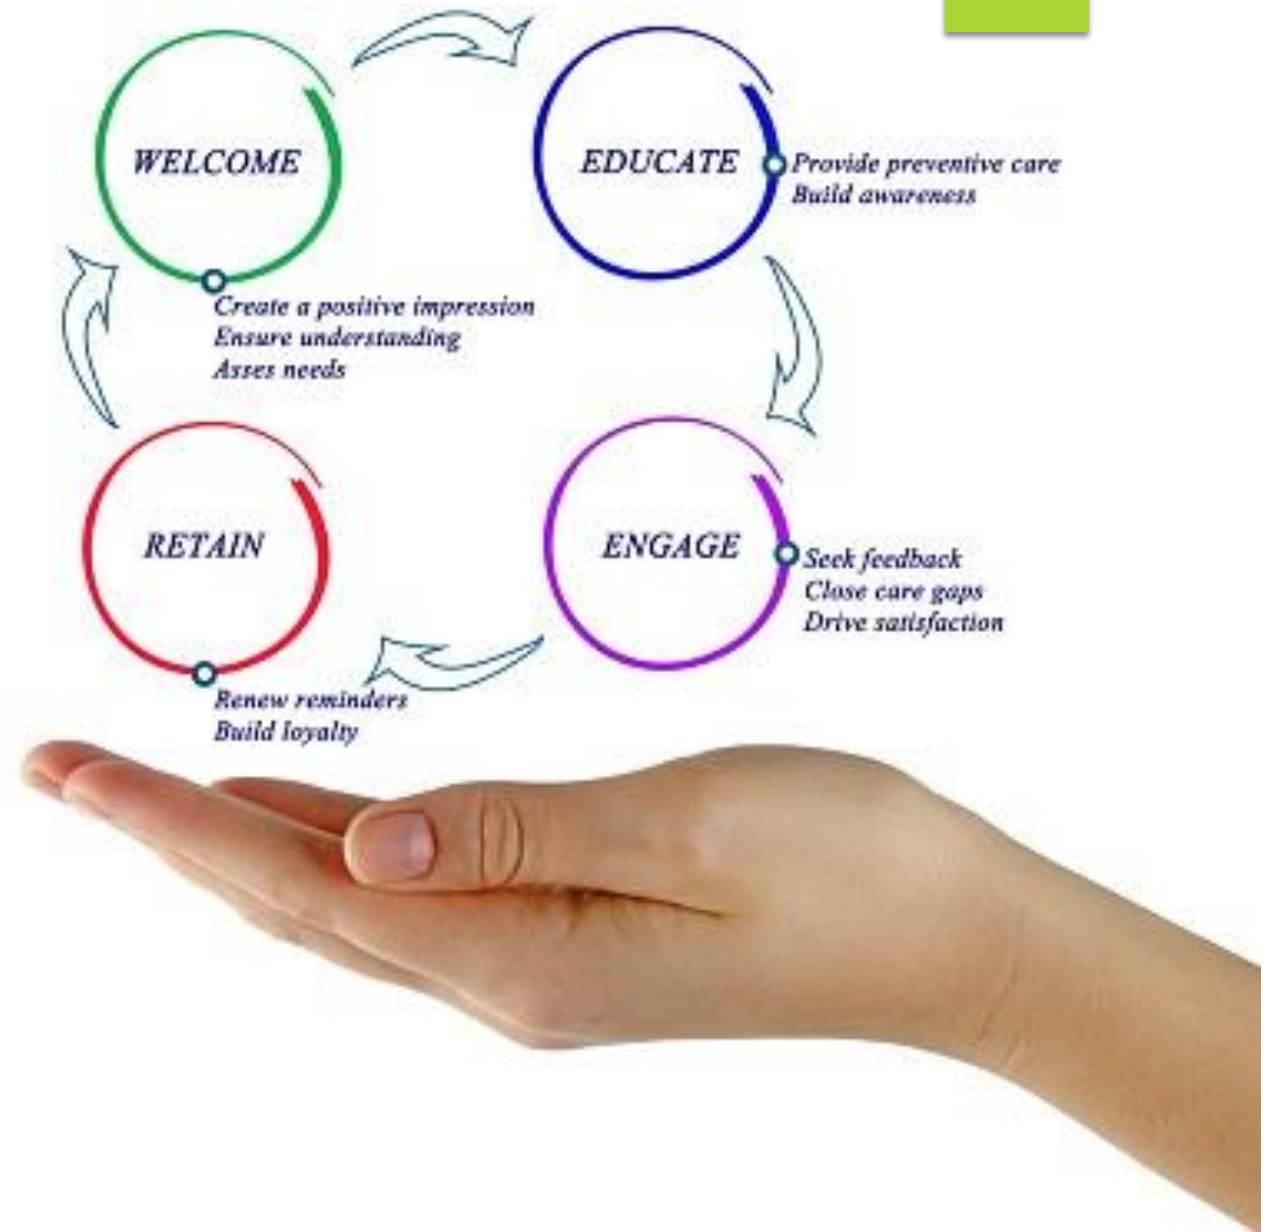 WELCOME
Create a positive impression
Ensure understanding
Asses needs
EDUCATE
Provide preventive care
Build awareness
ENGAGE
Seek feedback
Close care gaps
Drive satisfaction
RETAIN
Renew reminders
Build loyalty